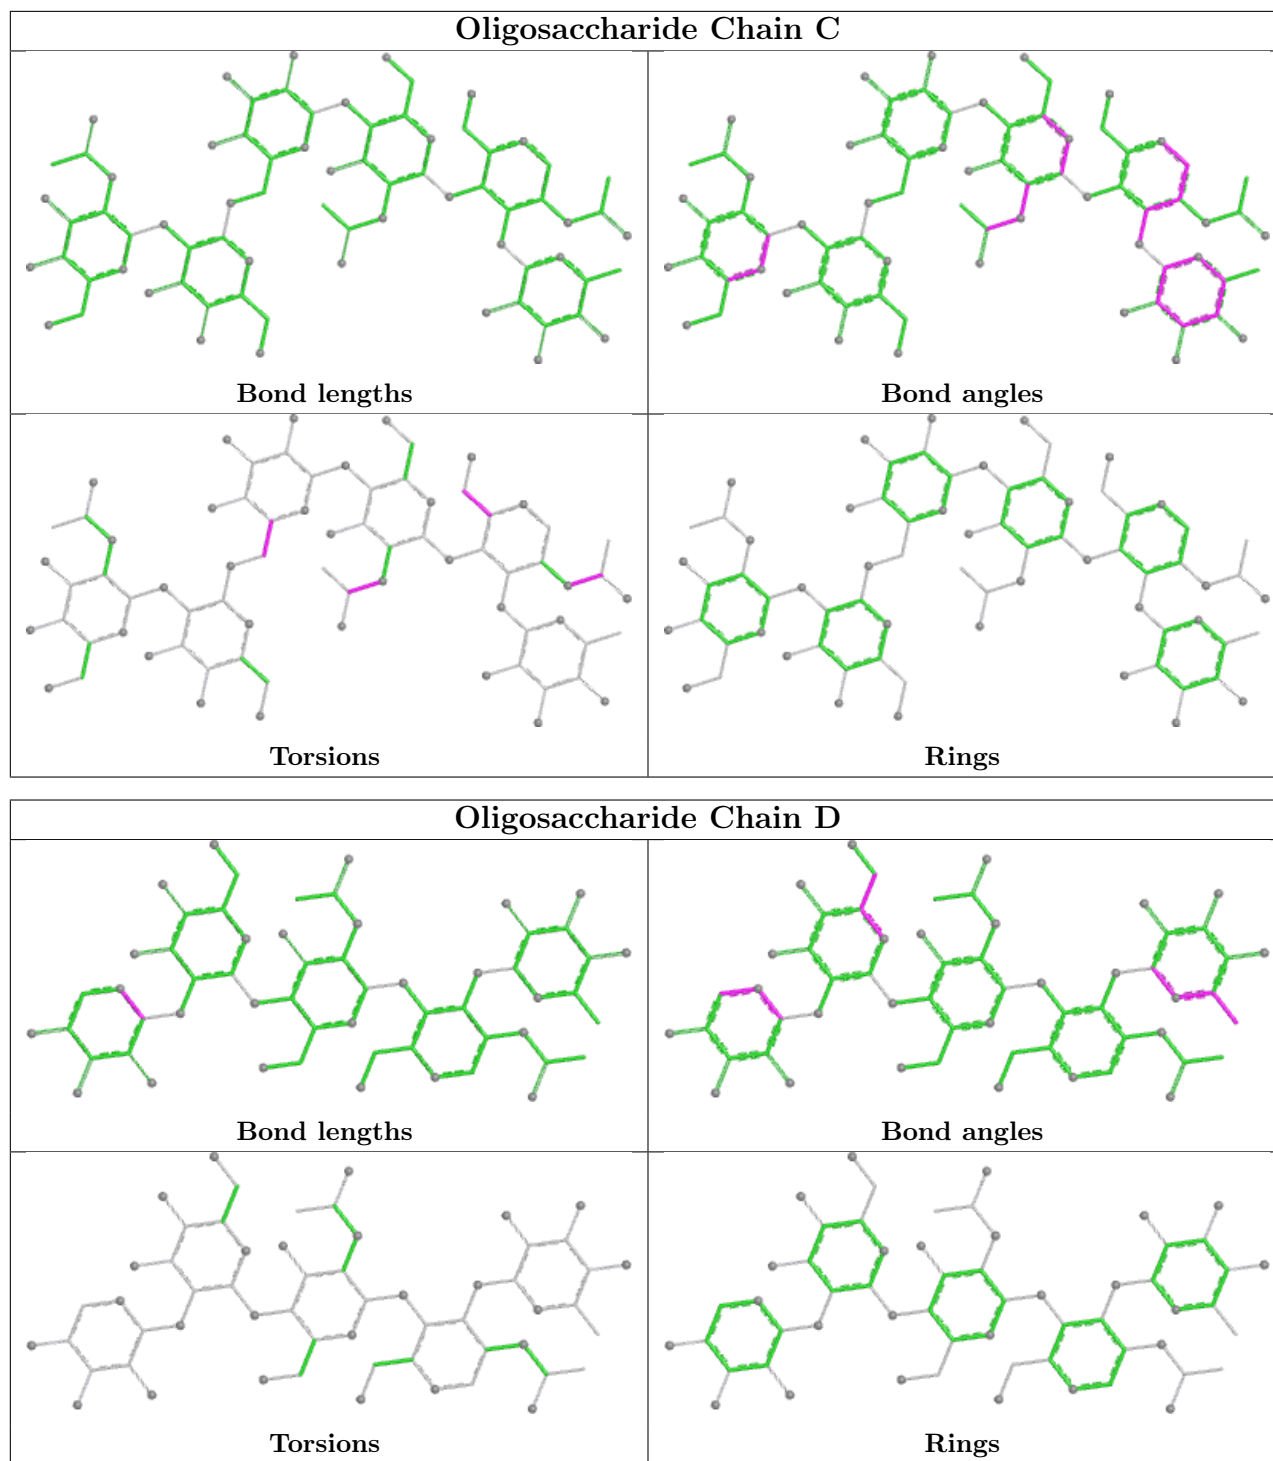 Oligosaccharide Chain C
Bond lengths
Bond angles
Torsions
Rings
Oligosaccharide Chain D
Bond lengths
Bond angles
Torsions
Rings